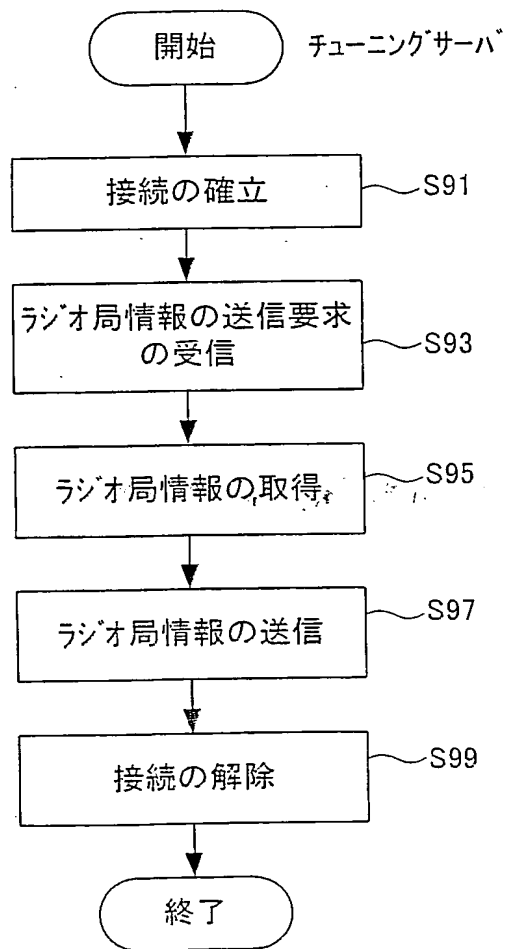 開始
チューニングサーバ
接続の確立
S91
ラジオ局情報の送信要求
の受信
S93
ラジオ局情報の取得
S95
ラジオ局情報の送信
S97
接続の解除
S99
終了